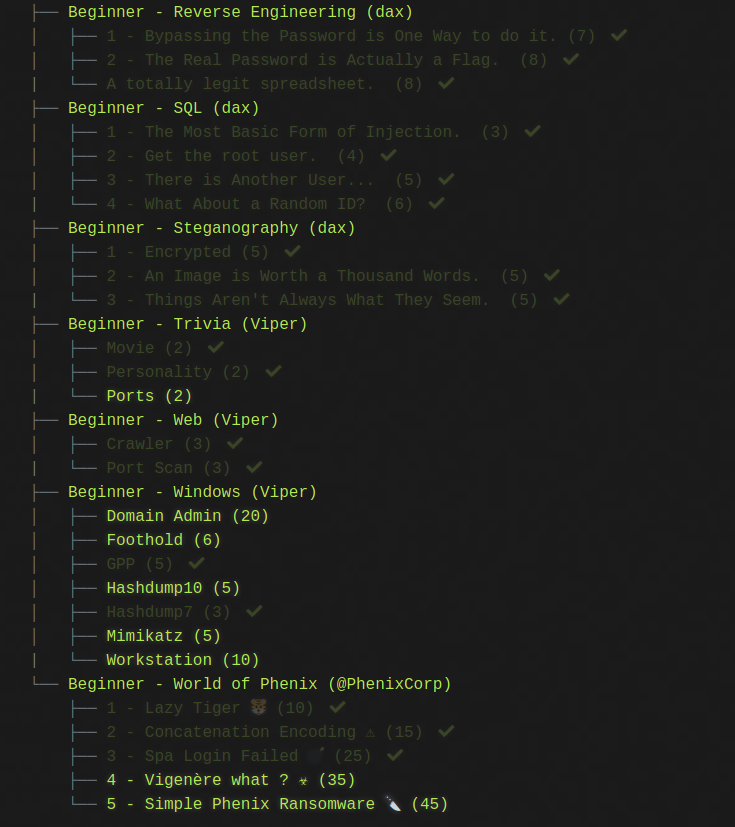 Beginner - Reverse Engineering (dax)
1 - Bypassing the Password is One Way to do it. (7) ✔
2 - The Real Password is Actually a Flag. (8) ✔
A totally legit spreadsheet. (8) ✔
Beginner - SQL (dax)
1 - The Most Basic Form of Injection. (3) ✔
2 - Get the root user. (4) ✔
3 - There is Another User... (5) ✔
4 - What About a Random ID? (6) ✔
Beginner - Steganography (dax)
1 - Encrypted (5) ✔
2 - An Image is Worth a Thousand Words. (5) ✔
3 - Things Aren't Always What They Seem. (5) ✔
Beginner - Trivia (Viper)
Movie (2) ✔
Personality (2) ✔
Ports (2)
Beginner - Web (Viper)
Crawler (3) ✔
Port Scan (3) ✔
Beginner - Windows (Viper)
Domain Admin (20)
Foothold (6)
GPP (5) ✔
Hashdump10 (5)
Hashdump7 (3) ✔
Mimikatz (5)
Workstation (10)
Beginner - World of Phenix (@PhenixCorp)
1 - Lazy Tiger 🐯 (10) ✔
2 - Concatenation Encoding ⚠ (15) ✔
3 - Spa Login Failed 💣 (25) ✔
4 - Vigenère what ? ☣ (35)
5 - Simple Phenix Ransomware 🔪 (45)